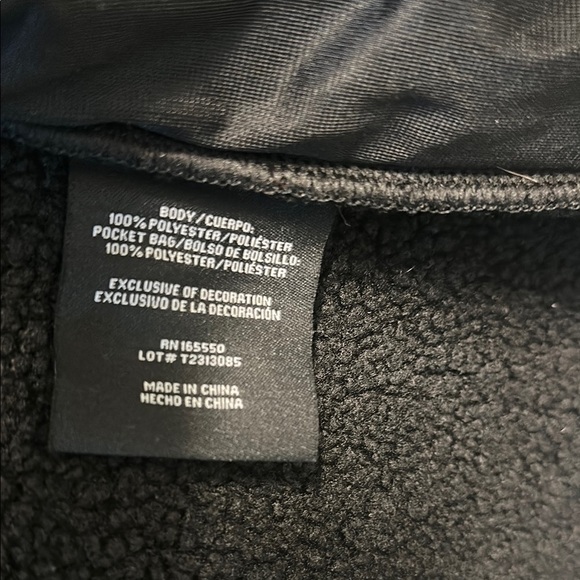 BODY/CUERPO:
100% POLYESTER/POLIÉSTER
POCKET BAG/BOLSO DE BOLSILLO:
100% POLYESTER/POLIÉSTER
EXCLUSIVE OF DECORATION
EXCLUSIVO DE LA DECORACIÓN
RN165550
LOT# T2313085
MADE IN CHINA
HECHO EN CHINA